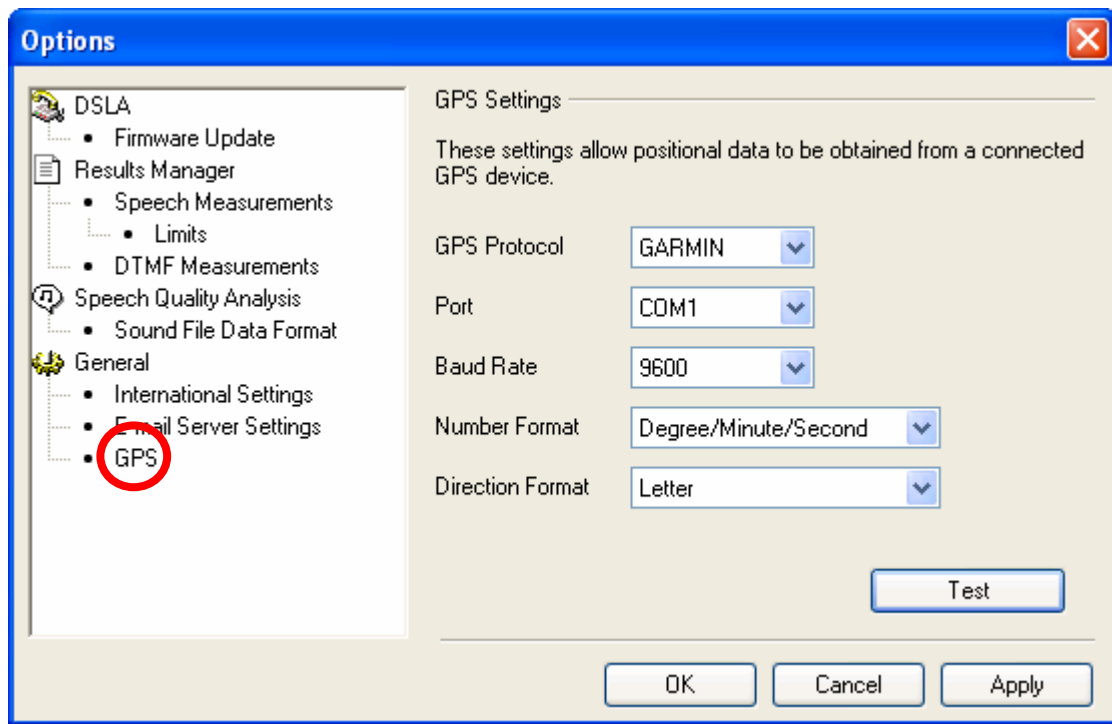 Options
DSLA
Firmware Update
Results Manager
Speech Measurements
Limits
DTMF Measurements
Speech Quality Analysis
Sound File Data Format
General
International Settings
E-mail Server Settings
GPS
GPS Settings
These settings allow positional data to be obtained from a connected
GPS device.
GPS Protocol GARMIN
Port COM1
Baud Rate 9600
Number Format Degree/Minute/Second
Direction Format Letter
Test
OK Cancel Apply